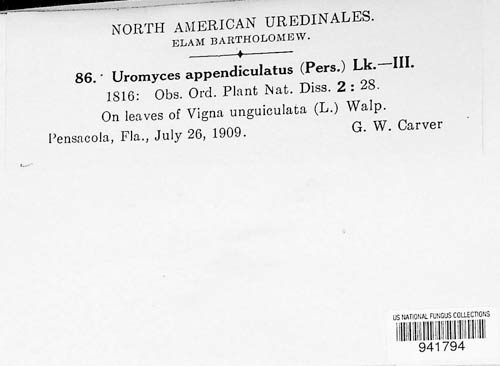 NORTH AMERICAN UREDINALES.
ELAM BARTHOLOMEW.
86. Uromyces appendiculatus (Pers.) Lk.—III.
1816: Obs. Ord. Plant Nat. Diss. 2 : 28.
On leaves of Vigna unguiculata (L.) Walp.
Pensacola, Fla., July 26, 1909. G. W. Carver
US NATIONAL FUNGUS COLLECTIONS
941794